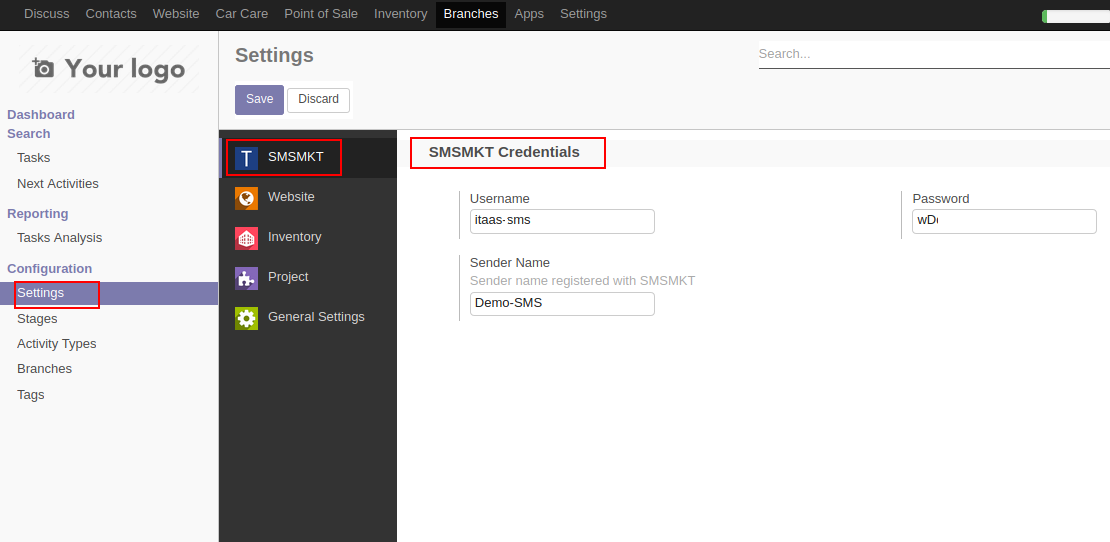 Discuss Contacts Website Car Care Point of Sale Inventory Branches Apps Settings
Your logo
Dashboard
Search
Tasks
Next Activities
Reporting
Tasks Analysis
Configuration
Settings
Stages
Activity Types
Branches
Tags
Settings
Search...
Save Discard
SMSMKT
Website
Inventory
Project
General Settings
SMSMKT Credentials
Username
itaas-sms
Password
Sender Name
Sender name registered with SMSMKT
Demo-SMS